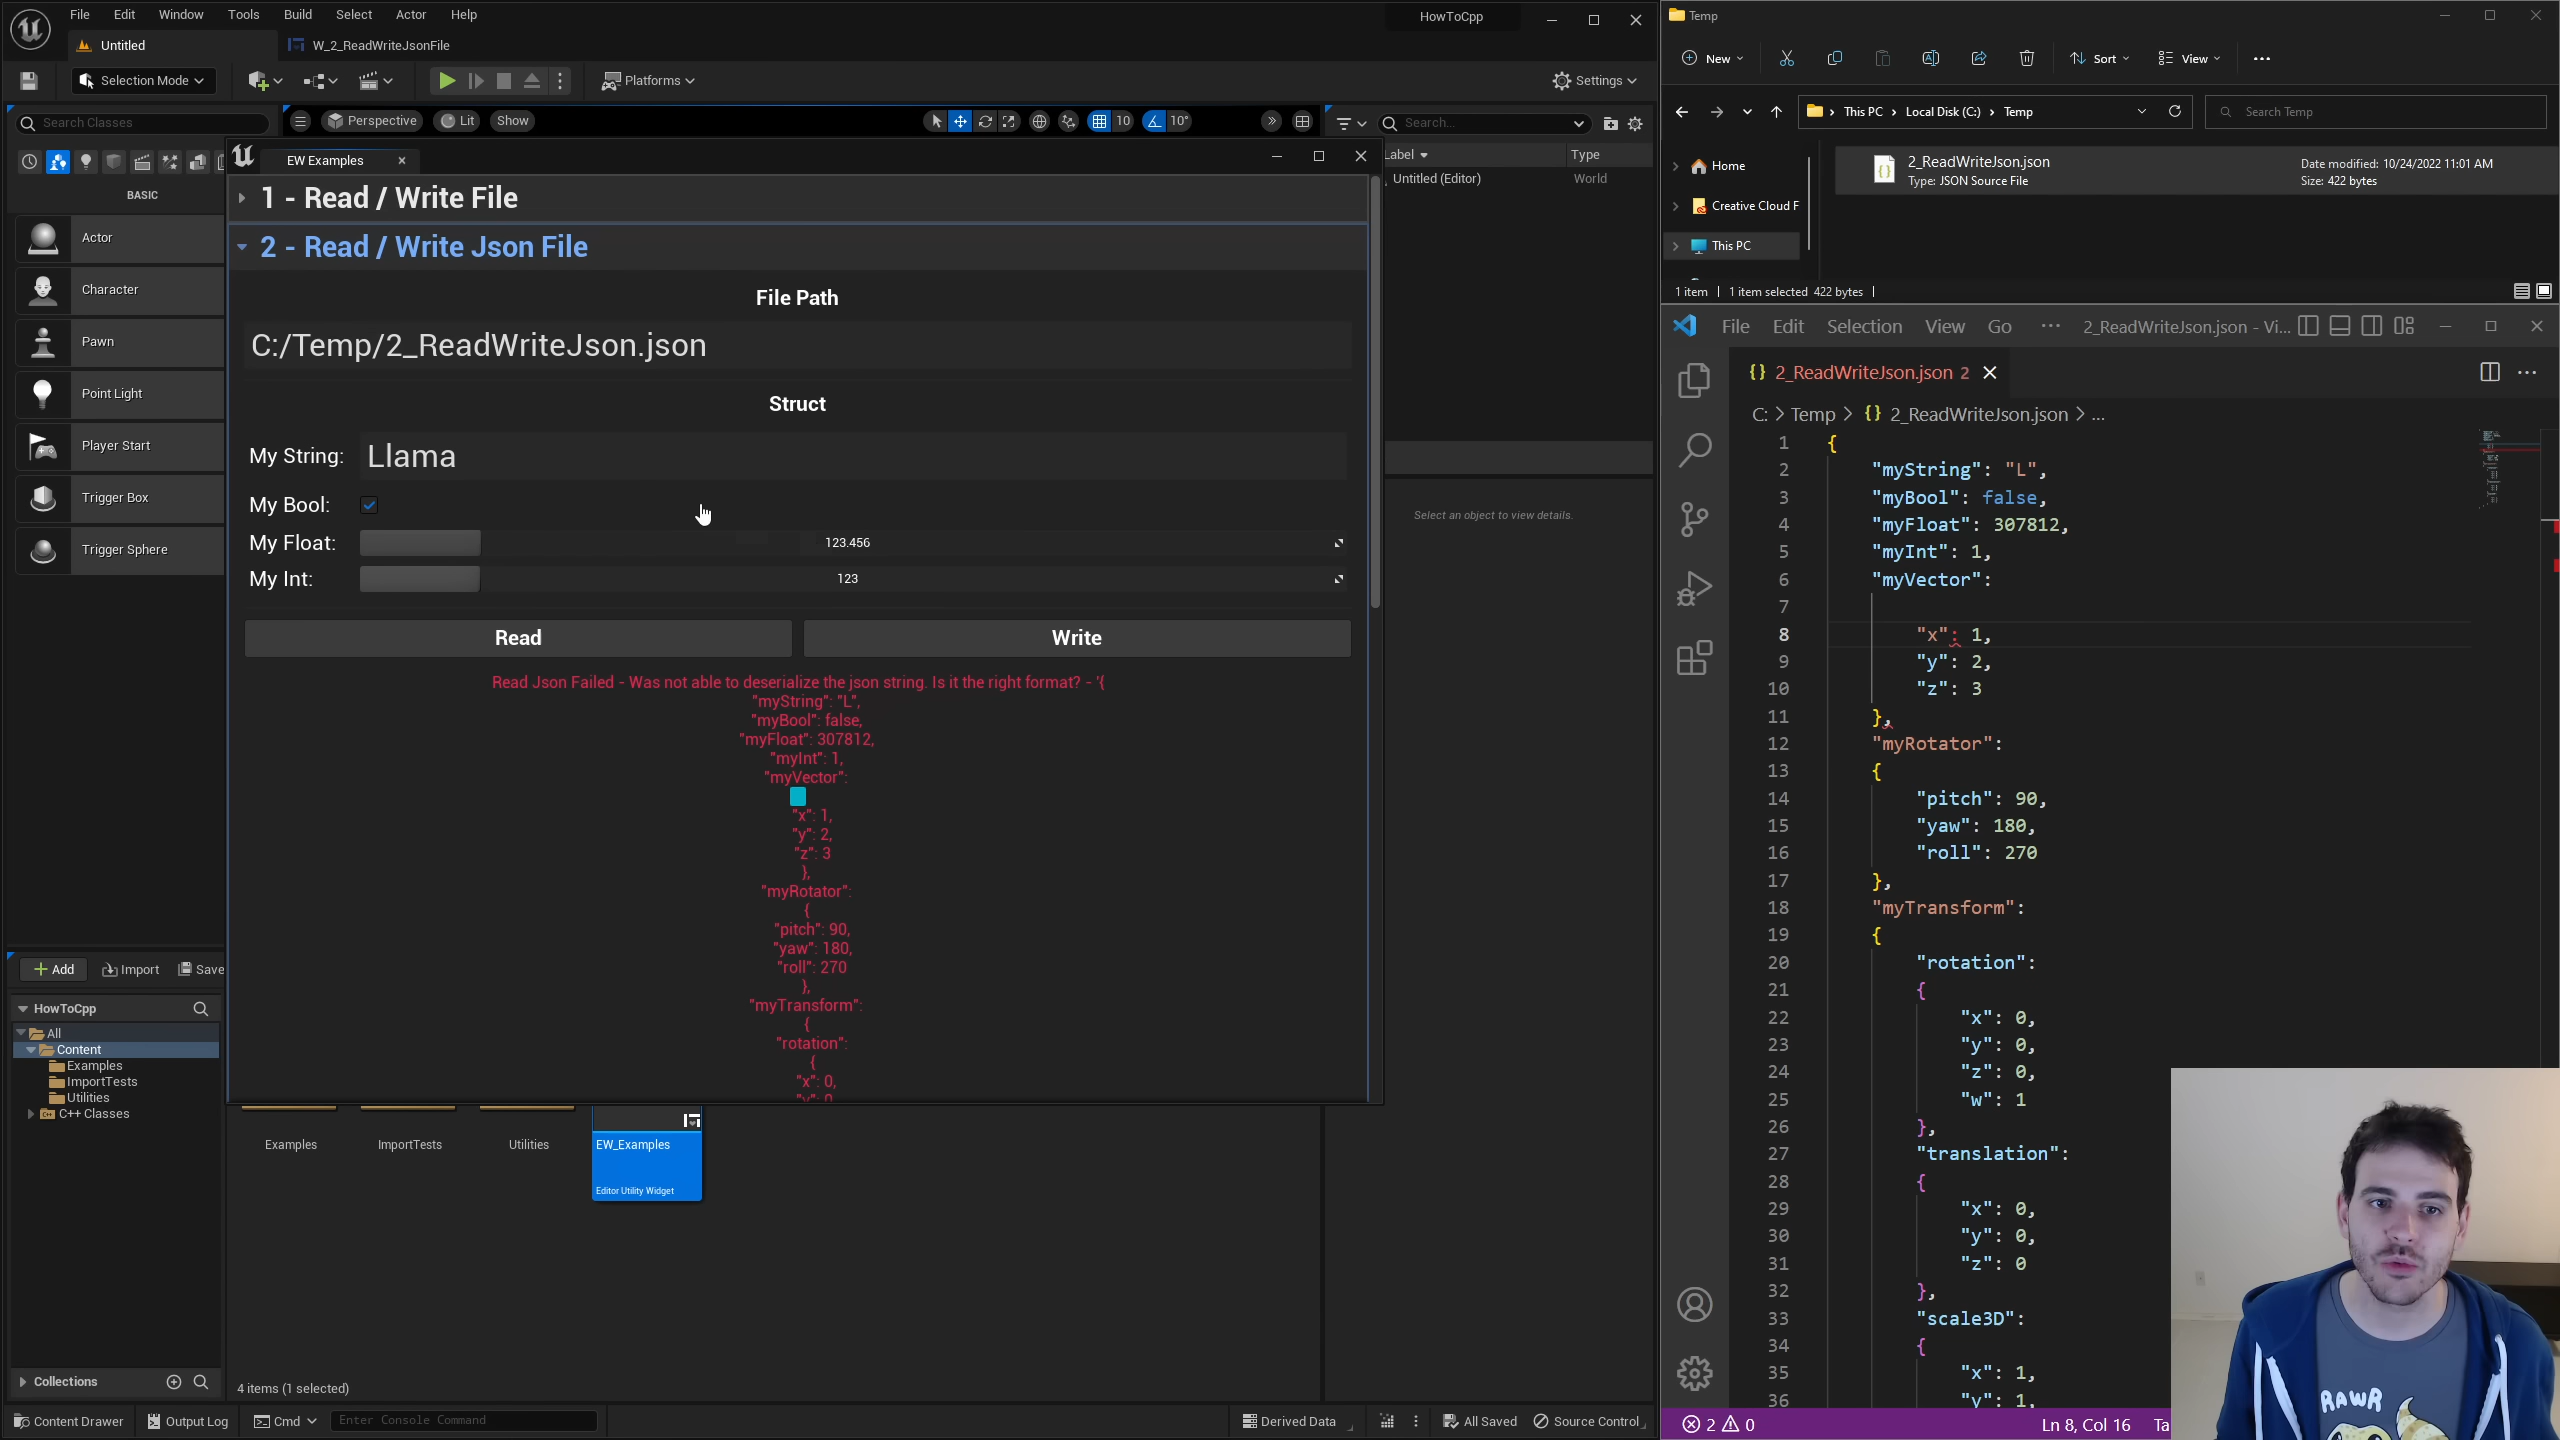 File Edit Window Tools Build Select Actor Help
HowToCpp
Untitled
W_2_ReadWriteJsonFile
Selection Mode
Platforms
Settings
Search Classes
Perspective
Lit
Show
10
10°
Search...
EW Examples
Label
Type
Untitled (Editor)
World
BASIC
Actor
Character
Pawn
Point Light
Player Start
Trigger Box
Trigger Sphere
1 - Read / Write File
2 - Read / Write Json File
File Path
C:/Temp/2_ReadWriteJson.json
Struct
My String: Llama
My Bool:
My Float: 123.456
My Int: 123
Read
Write
Read Json Failed - Was not able to deserialize the json string. Is it the right format? - '{
"myString": "L",
"myBool": false,
"myFloat": 307812,
"myInt": 1,
"myVector":
"x": 1,
"y": 2,
"z": 3
},
"myRotator":
{
"pitch": 90,
"yaw": 180,
"roll": 270
},
"myTransform":
{
"rotation":
{
"x": 0,
"y": 0
Select an object to view details.
Add
Import
Save
HowToCpp
All
Content
Examples
ImportTests
Utilities
C++ Classes
Collections
Examples
ImportTests
Utilities
EW_Examples
Editor Utility Widget
4 items (1 selected)
Content Drawer
Output Log
Cmd
Enter Console Command
Derived Data
All Saved
Source Control
Temp
New
Sort
View
This PC
Local Disk (C:)
Temp
Search Temp
Home
Creative Cloud F
This PC
2_ReadWriteJson.json
Type: JSON Source File
Date modified: 10/24/2022 11:01 AM
Size: 422 bytes
1 item
1 item selected 422 bytes
File Edit Selection View Go ···
2_ReadWriteJson.json - Vi...
{} 2_ReadWriteJson.json 2
C: > Temp > {} 2_ReadWriteJson.json > ...
1 {
2 "myString": "L",
3 "myBool": false,
4 "myFloat": 307812,
5 "myInt": 1,
6 "myVector":
7
8 "x": 1,
9 "y": 2,
10 "z": 3
11 },
12 "myRotator":
13 {
14 "pitch": 90,
15 "yaw": 180,
16 "roll": 270
17 },
18 "myTransform":
19 {
20 "rotation":
21 {
22 "x": 0,
23 "y": 0,
24 "z": 0,
25 "w": 1
26 },
27 "translation":
28 {
29 "x": 0,
30 "y": 0,
31 "z": 0
32 },
33 "scale3D":
34 {
35 "x": 1,
36 "y": 1,
2 0
Ln 8, Col 16
Ta
RAWR